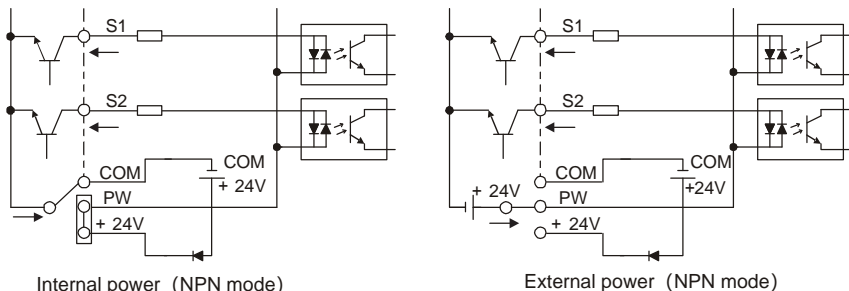 S1
S2
COM
COM
+ 24V
PW
+ 24V
Internal power (NPN mode)
S1
S2
COM
COM
+24V
+ 24V
PW
+ 24V
External power (NPN mode)